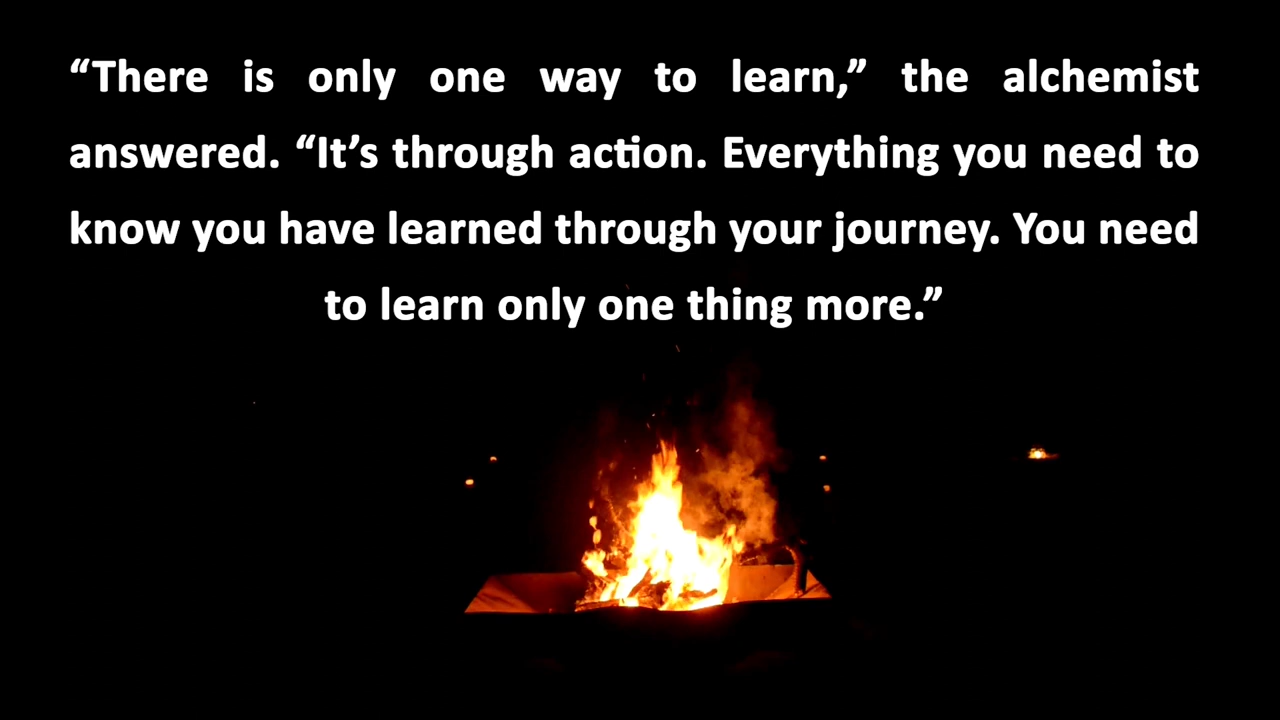 “There is only one way to learn,” the alchemist
answered. “It’s through action. Everything you need to
know you have learned through your journey. You need
to learn only one thing more.”